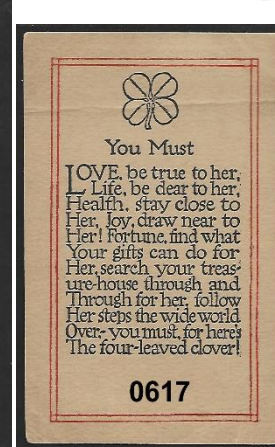 You Must
LOVE, be true to her;
Life, be dear to her;
Health, stay close to
Her, Joy, draw near to
Her! Fortune, find what
Your gifts can do for
Her, search your treas-
ure-house through and
Through for her, follow
Her steps the wide world
Over,- you must, for here's
The four-leaved clover!
0617